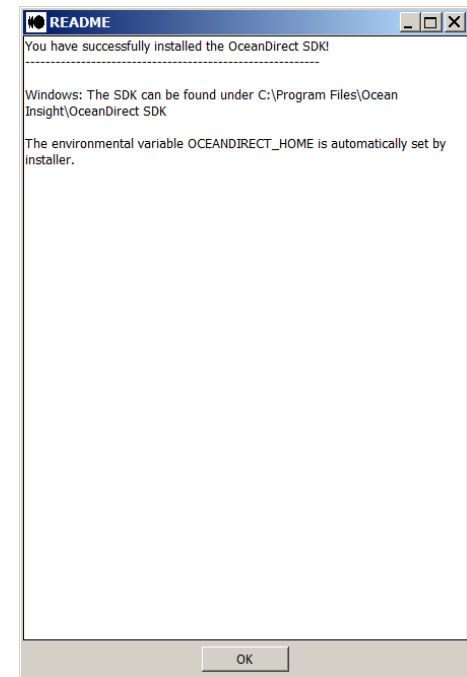 README
You have successfully installed the OceanDirect SDK!
------------------------------------------------------------
Windows: The SDK can be found under C:\Program Files\Ocean
Insight\OceanDirect SDK
The environmental variable OCEANDIRECT_HOME is automatically set by
installer.
OK